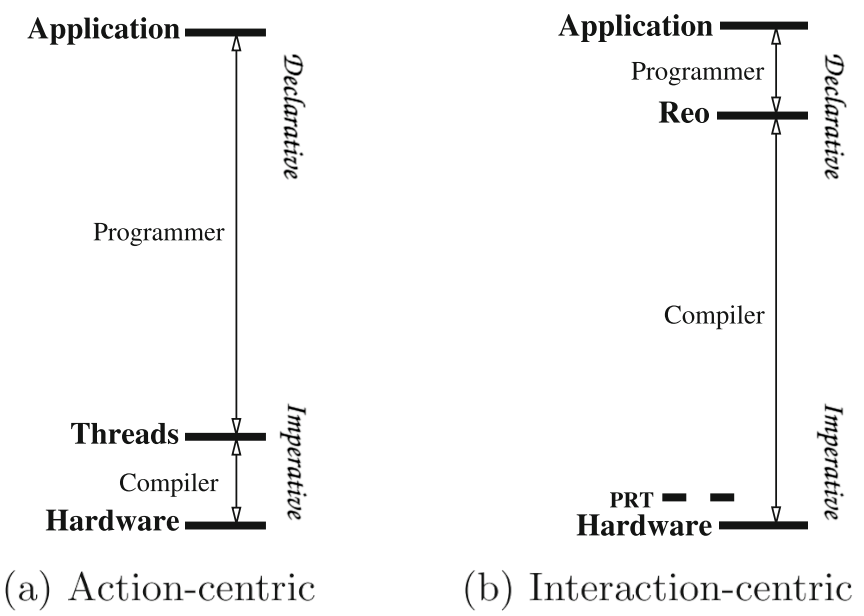 Application
Declarative
Programmer
Threads
Imperative
Compiler
Hardware
(a) Action-centric
Application
Programmer
Declarative
Reo
Compiler
Imperative
PRT
Hardware
(b) Interaction-centric